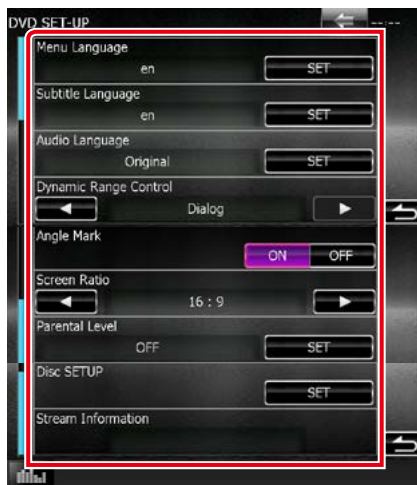 DVD SET-UP --:--
Menu Language
en SET
Subtitle Language
en SET
Audio Language
Original SET
Dynamic Range Control
Dialog
Angle Mark
ON OFF
Screen Ratio
16 : 9
Parental Level
OFF SET
Disc SETUP
SET
Stream Information